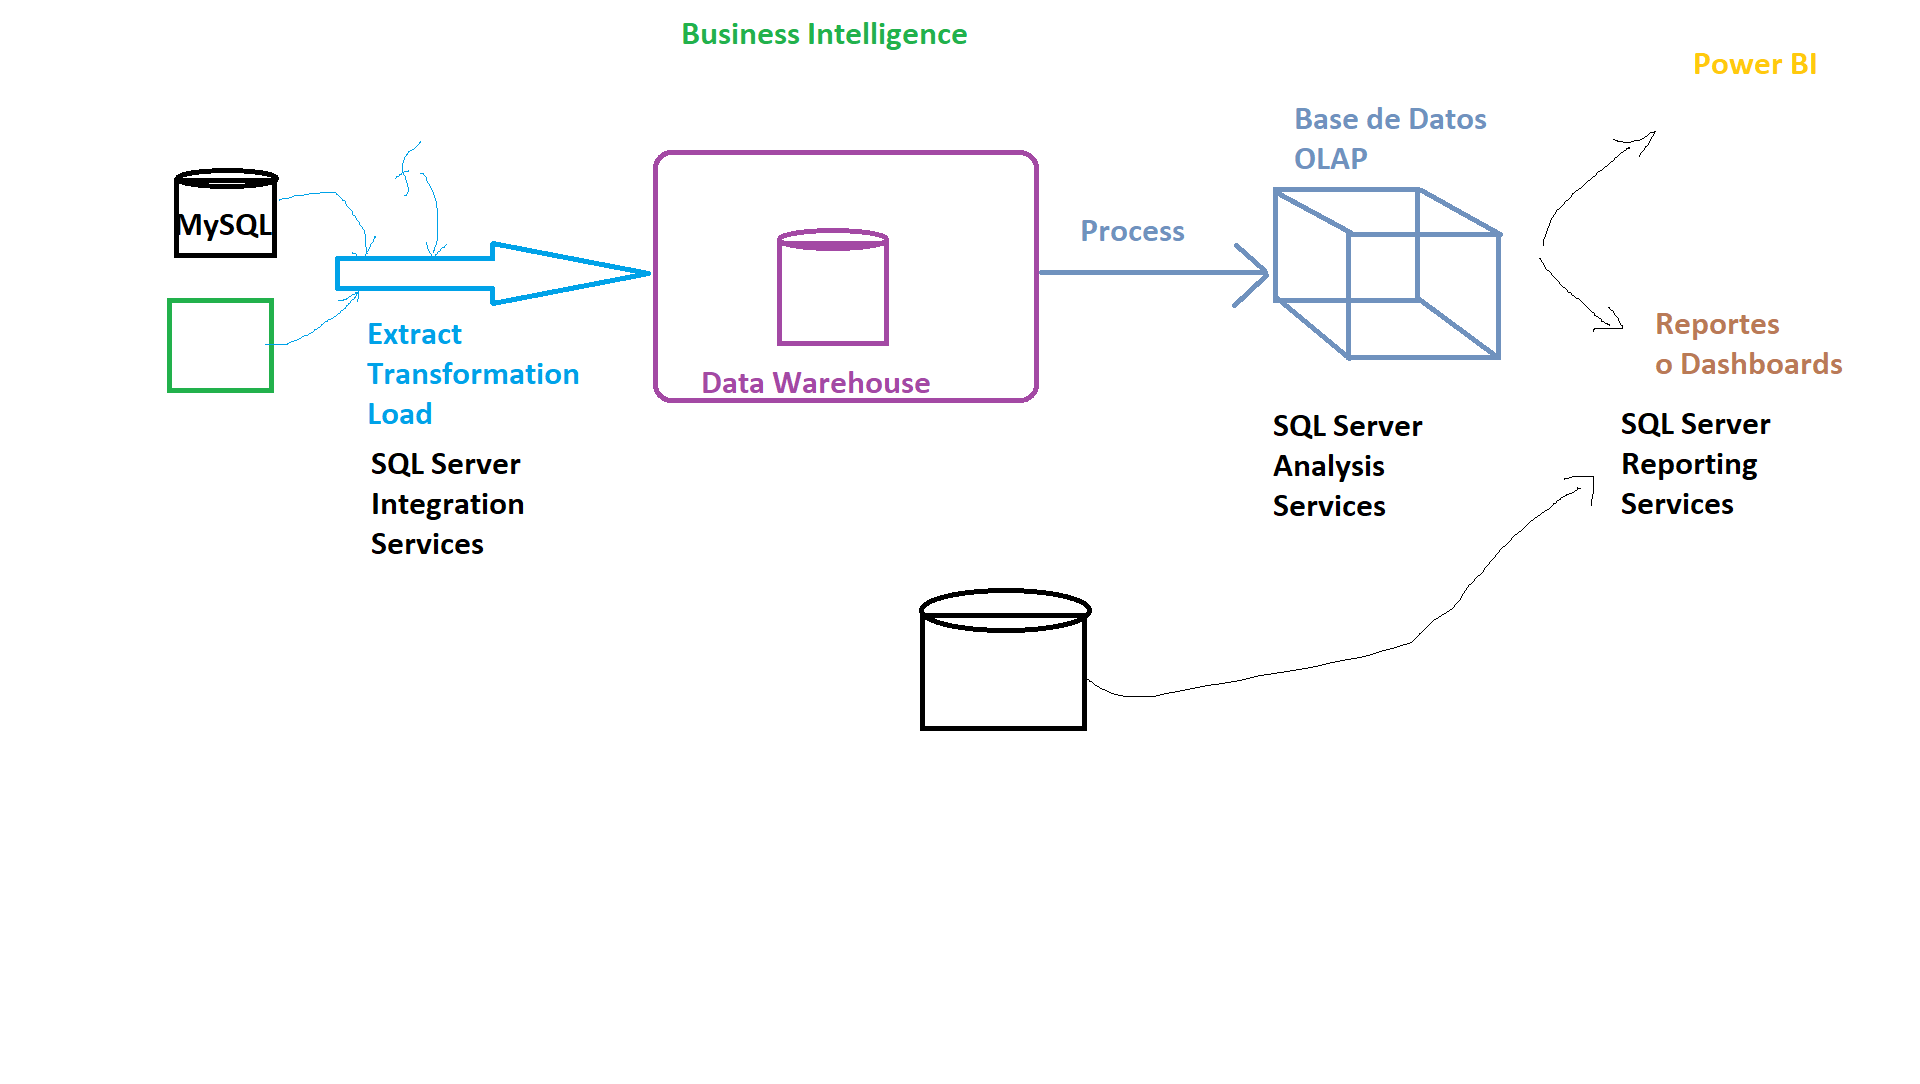 Business Intelligence
Power BI
Base de Datos
OLAP
MySQL
Process
Extract
Transformation
Load
Data Warehouse
Reportes
o Dashboards
SQL Server
Integration
Services
SQL Server
Analysis
Services
SQL Server
Reporting
Services